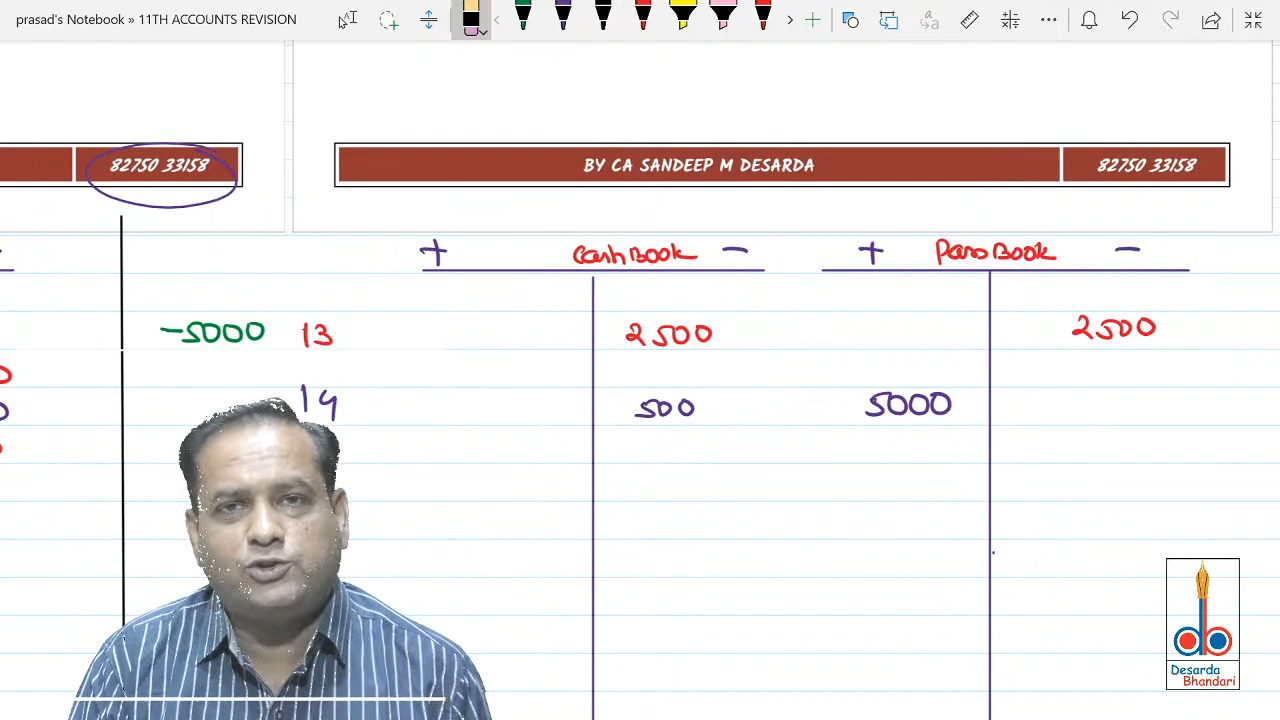 prasad's Notebook » 11TH ACCOUNTS REVISION
82750 33158
BY CA SANDEEP M DESARDA 82750 33158
+ Cash Book - + Pass Book -
-5000 13 2500 2500
14 500 5000
Desarda
Bhandari